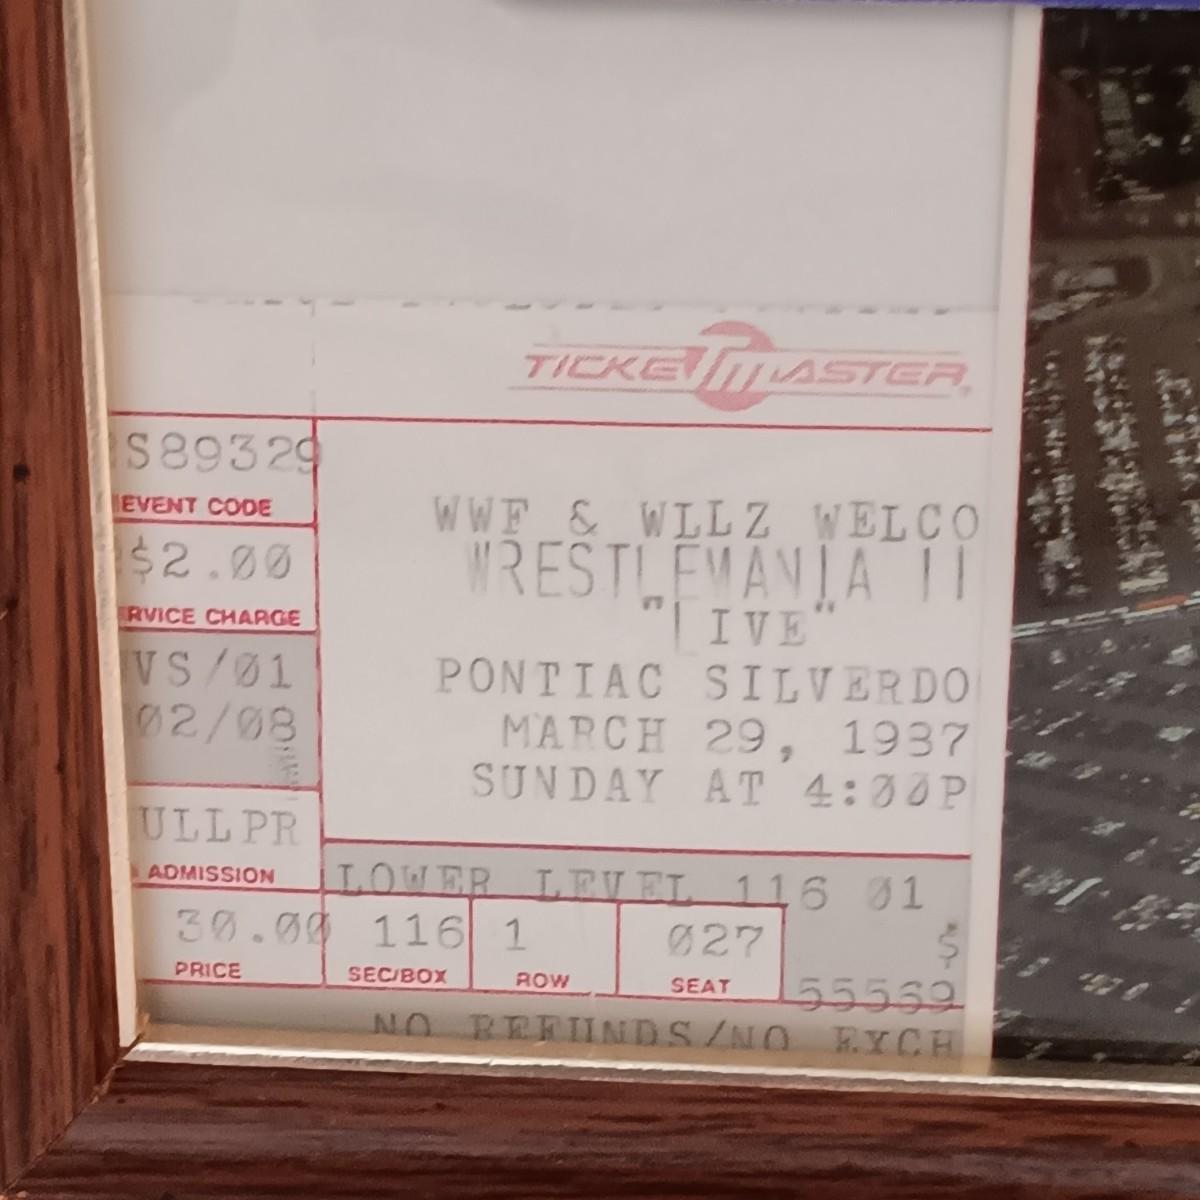 TICKETMASTER
S89329
EVENT CODE
$2.00
RVICE CHARGE
VS/01
02/08
ULLPR
ADMISSION
30.00
PRICE
WWF & WLLZ WELCO
WRESTLEMANIA II
"LIVE"
PONTIAC SILVERDO
MARCH 29, 1987
SUNDAY AT 4:00P
LOWER LEVEL 116 01
116 1 027
SEC/BOX ROW SEAT
$
55569
NO REFUNDS/NO EXCH